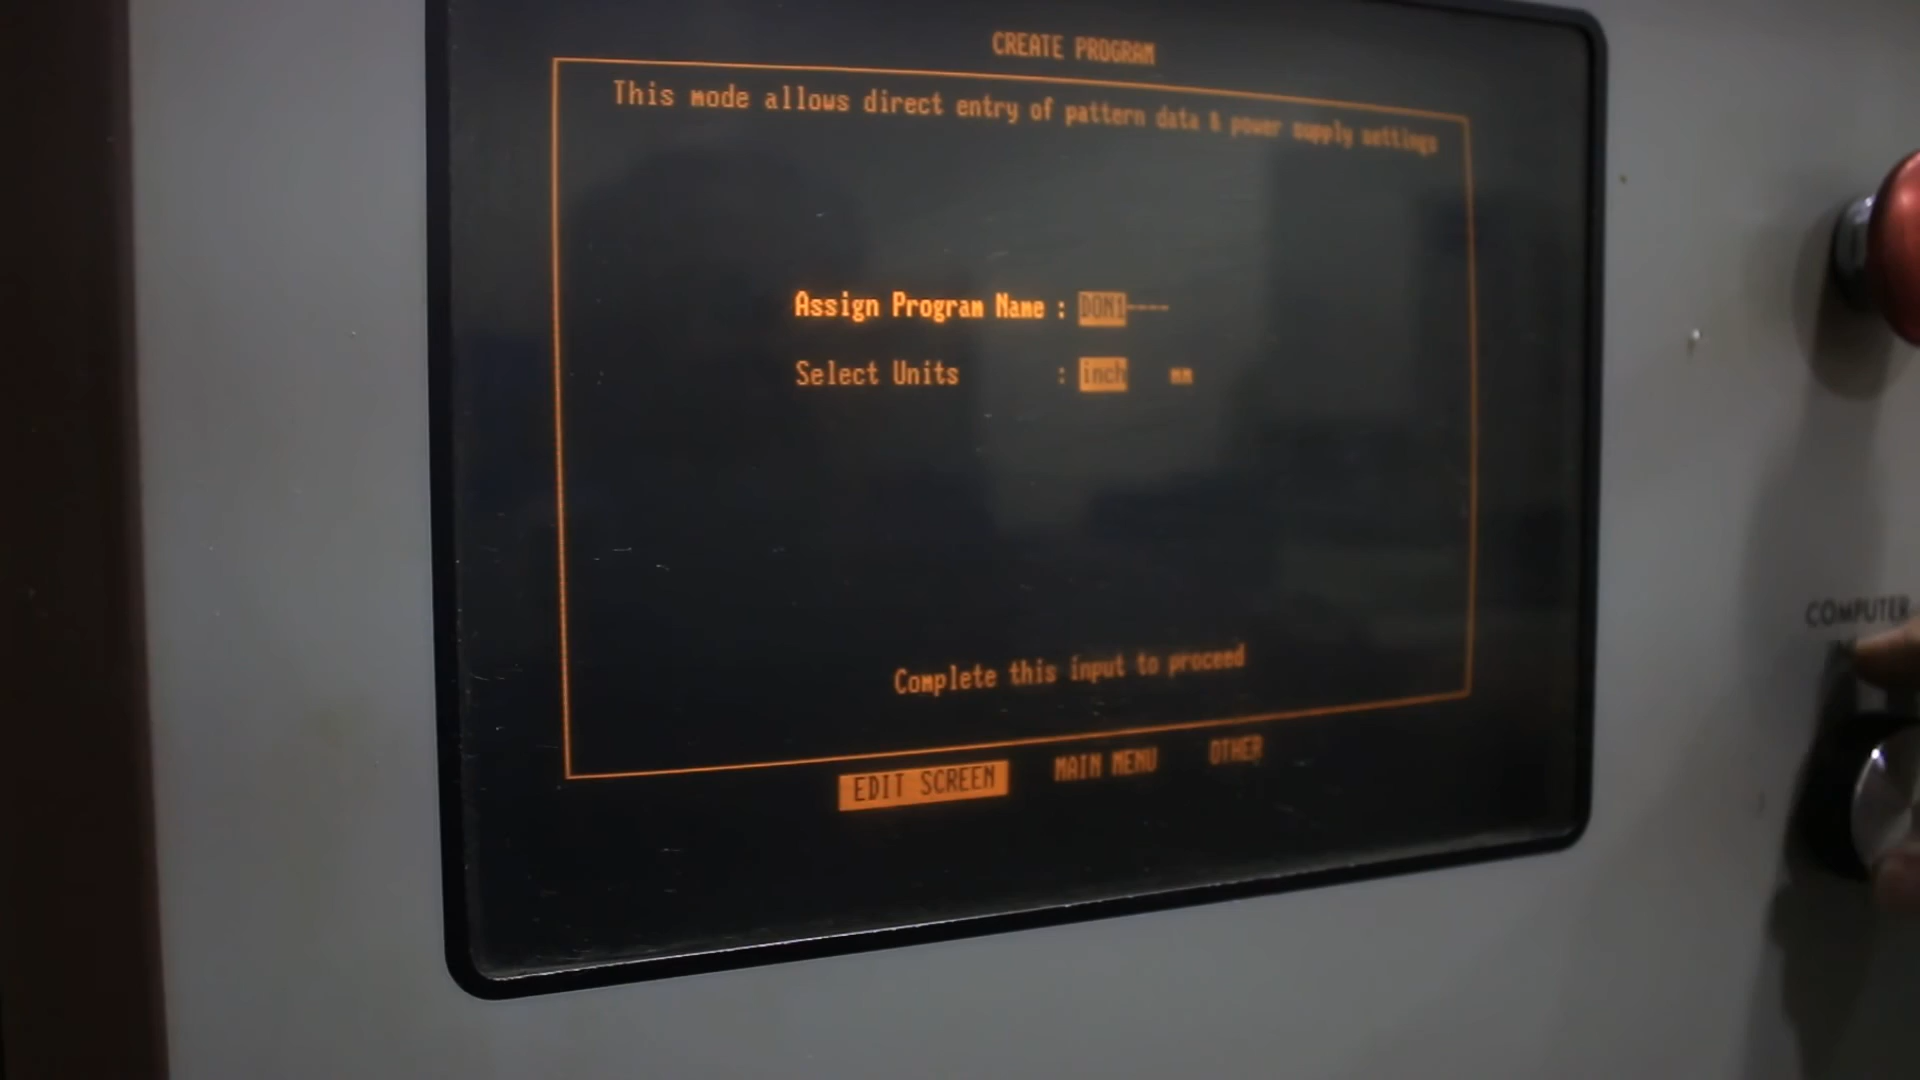 CREATE PROGRAM
This mode allows direct entry of pattern data & power supply settings
Assign Program Name : DON1----
Select Units : inch mm
Complete this input to proceed
EDIT SCREEN MAIN MENU OTHER
COMPUTER